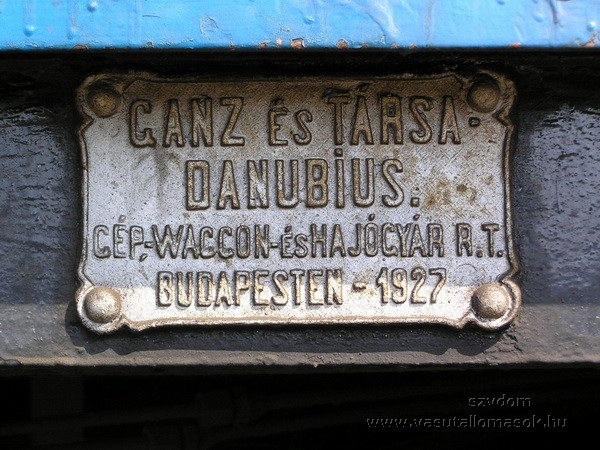 GANZ ÉS TÁRSA-
DANUBIUS.
GÉP-, WAGGON- ÉS HAJÓGYÁR R.T.
BUDAPESTEN - 1927
szvdom
www.vasutallomasok.hu